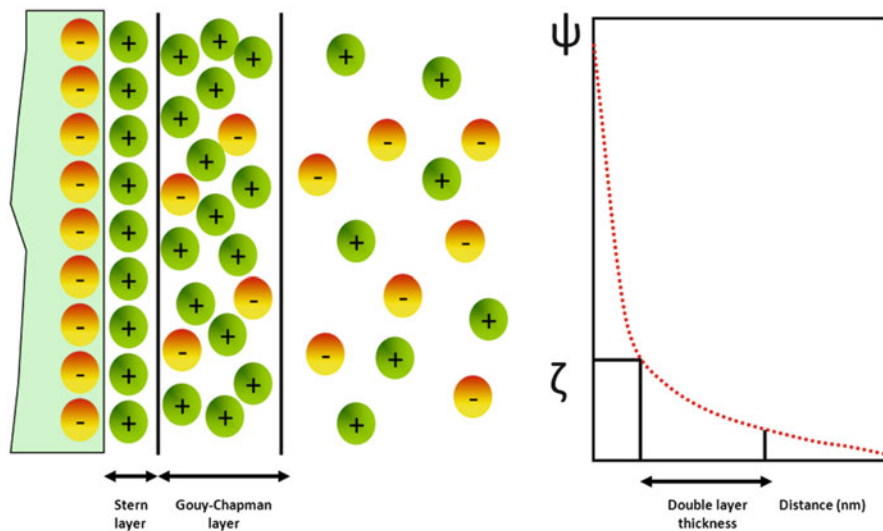 Stern
layer
Gouy-Chapman
layer
ψ
ζ
Double layer
thickness
Distance (nm)